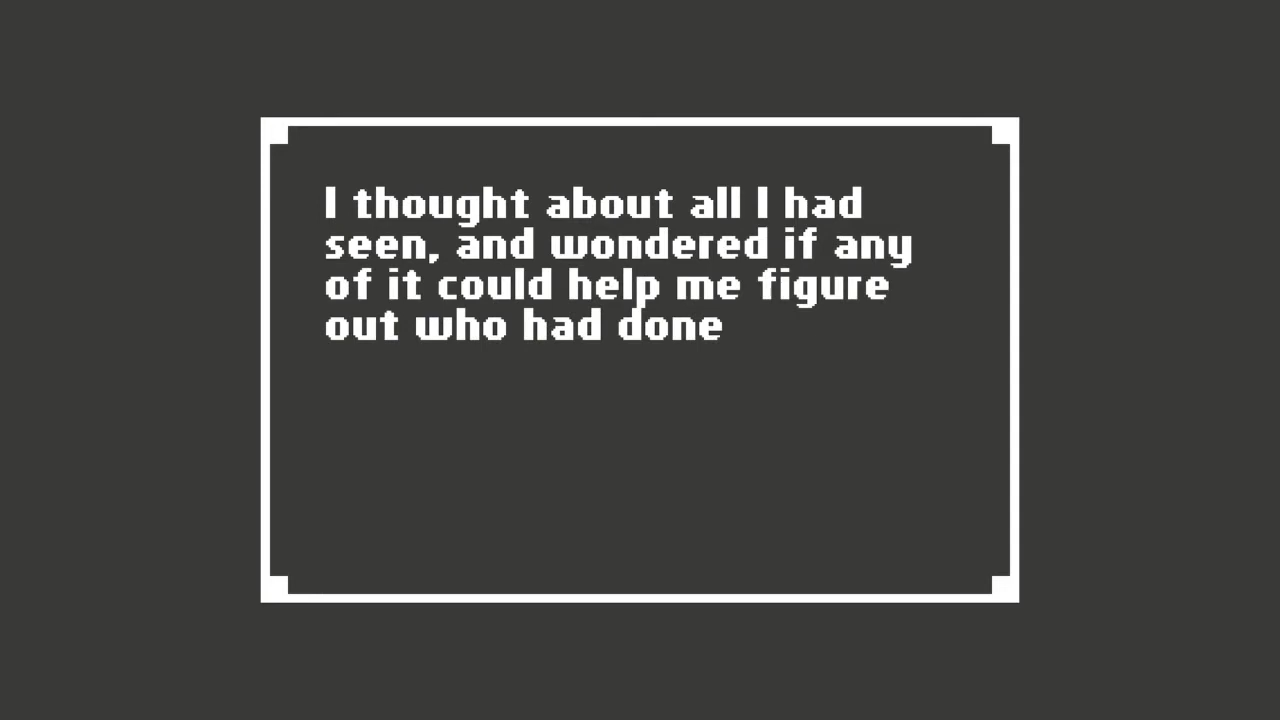 I thought about all I had
seen, and wondered if any
of it could help me figure
out who had done